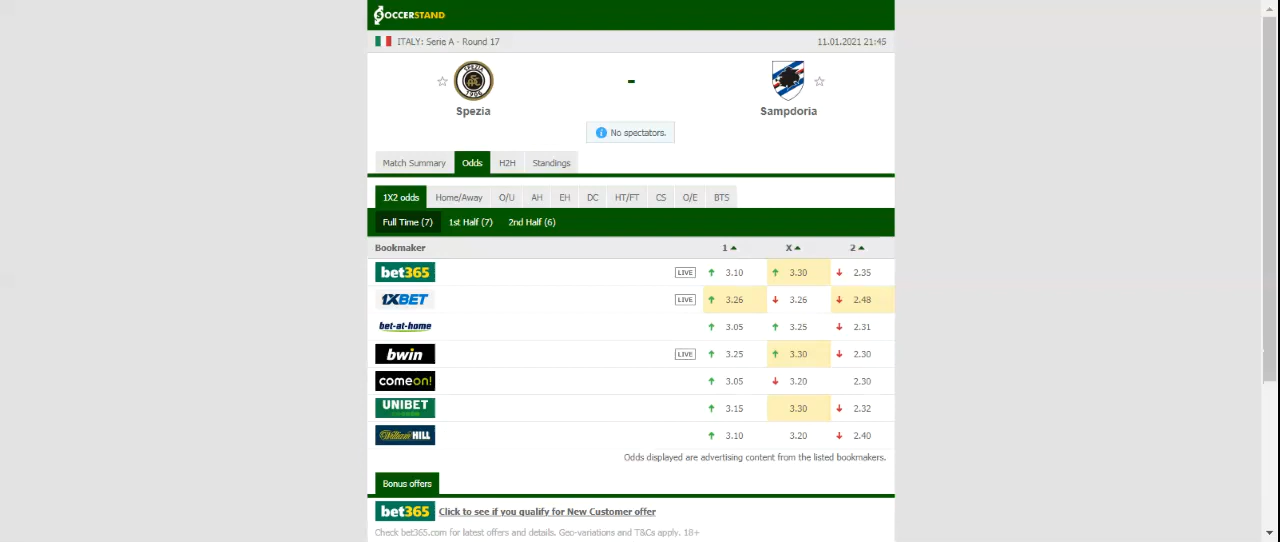 SOCCERSTAND
ITALY: Serie A - Round 17 11.01.2021 21:45
SPEZIA
1906
Spezia - Sampdoria
No spectators.
Match Summary Odds H2H Standings
1X2 odds Home/Away O/U AH EH DC HT/FT CS O/E BTS
Full Time (7) 1st Half (7) 2nd Half (6)
Bookmaker 1 X 2
bet365 LIVE 3.10 3.30 2.35
1XBET LIVE 3.26 3.26 2.48
bet-at-home 3.05 3.25 2.31
bwin LIVE 3.25 3.30 2.30
comeon! 3.05 3.20 2.30
UNIBET 3.15 3.30 2.32
William HILL 3.10 3.20 2.40
Odds displayed are advertising content from the listed bookmakers.
Bonus offers
bet365 Click to see if you qualify for New Customer offer
Check bet365.com for latest offers and details. Geo-variations and T&Cs apply. 18+